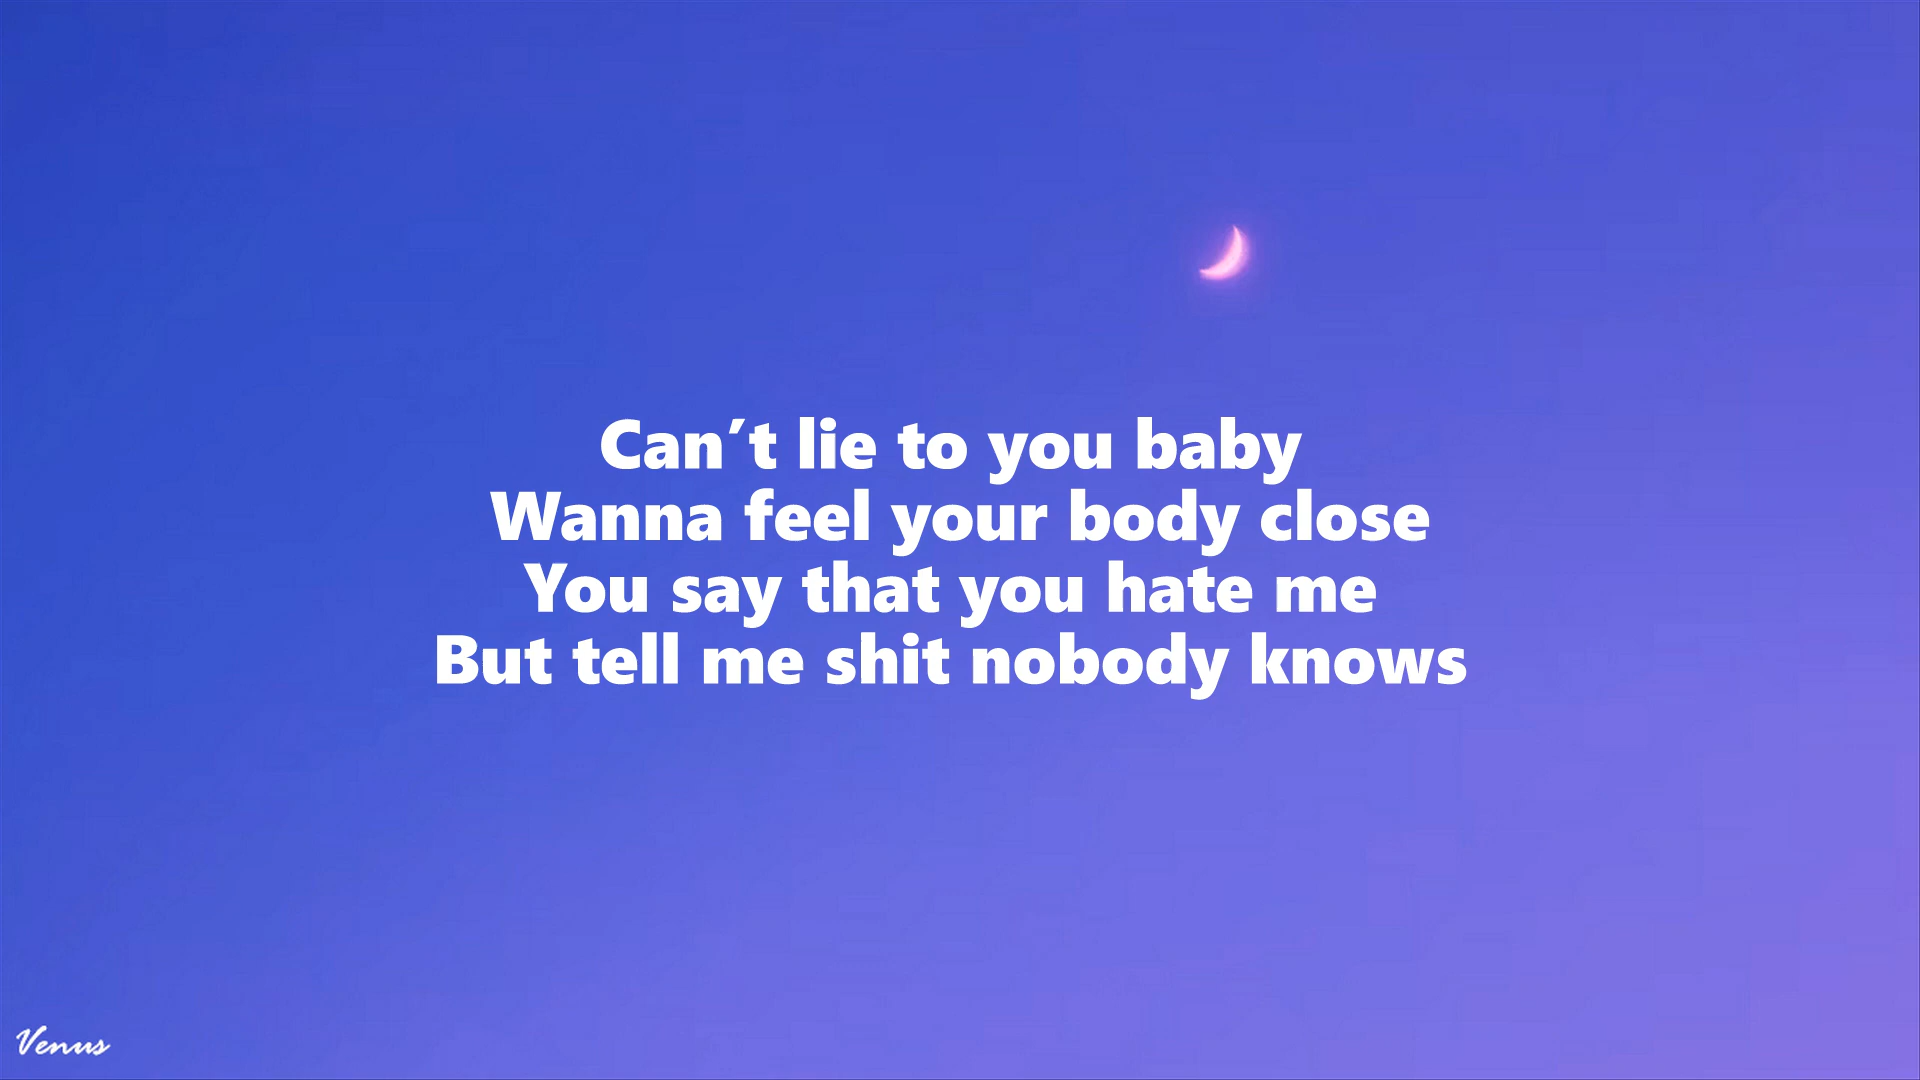 Can't lie to you baby
Wanna feel your body close
You say that you hate me
But tell me shit nobody knows
Venus